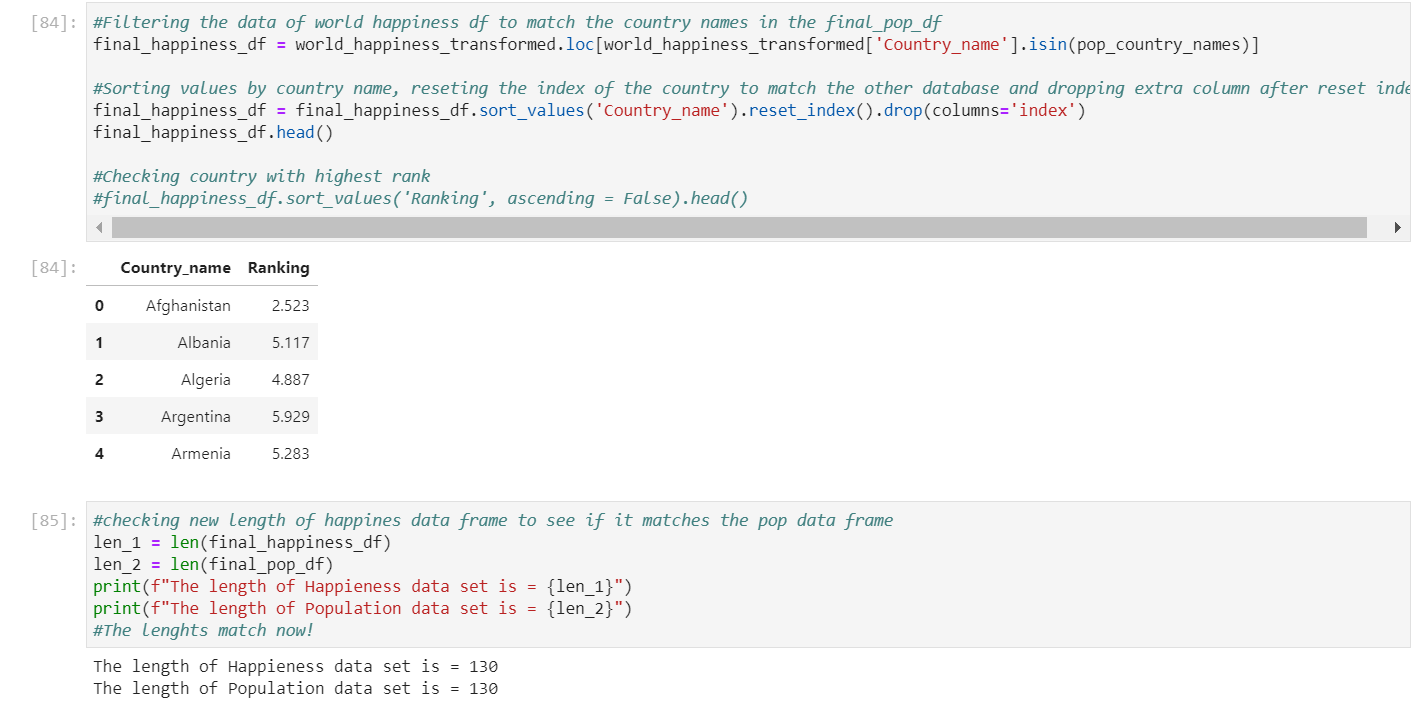 [84]: #Filtering the data of world happiness df to match the country names in the final_pop_df
final_happiness_df = world_happiness_transformed.loc[world_happiness_transformed['Country_name'].isin(pop_country_names)]
#Sorting values by country name, reseting the index of the country to match the other database and dropping extra column after reset inde
final_happiness_df = final_happiness_df.sort_values('Country_name').reset_index().drop(columns='index')
final_happiness_df.head()
#Checking country with highest rank
#final_happiness_df.sort_values('Ranking', ascending = False).head()
[84]: Country_name Ranking
0 Afghanistan 2.523
1 Albania 5.117
2 Algeria 4.887
3 Argentina 5.929
4 Armenia 5.283
[85]: #checking new length of happines data frame to see if it matches the pop data frame
len_1 = len(final_happiness_df)
len_2 = len(final_pop_df)
print(f"The length of Happieness data set is = {len_1}")
print(f"The length of Population data set is = {len_2}")
#The lenghts match now!
The length of Happieness data set is = 130
The length of Population data set is = 130